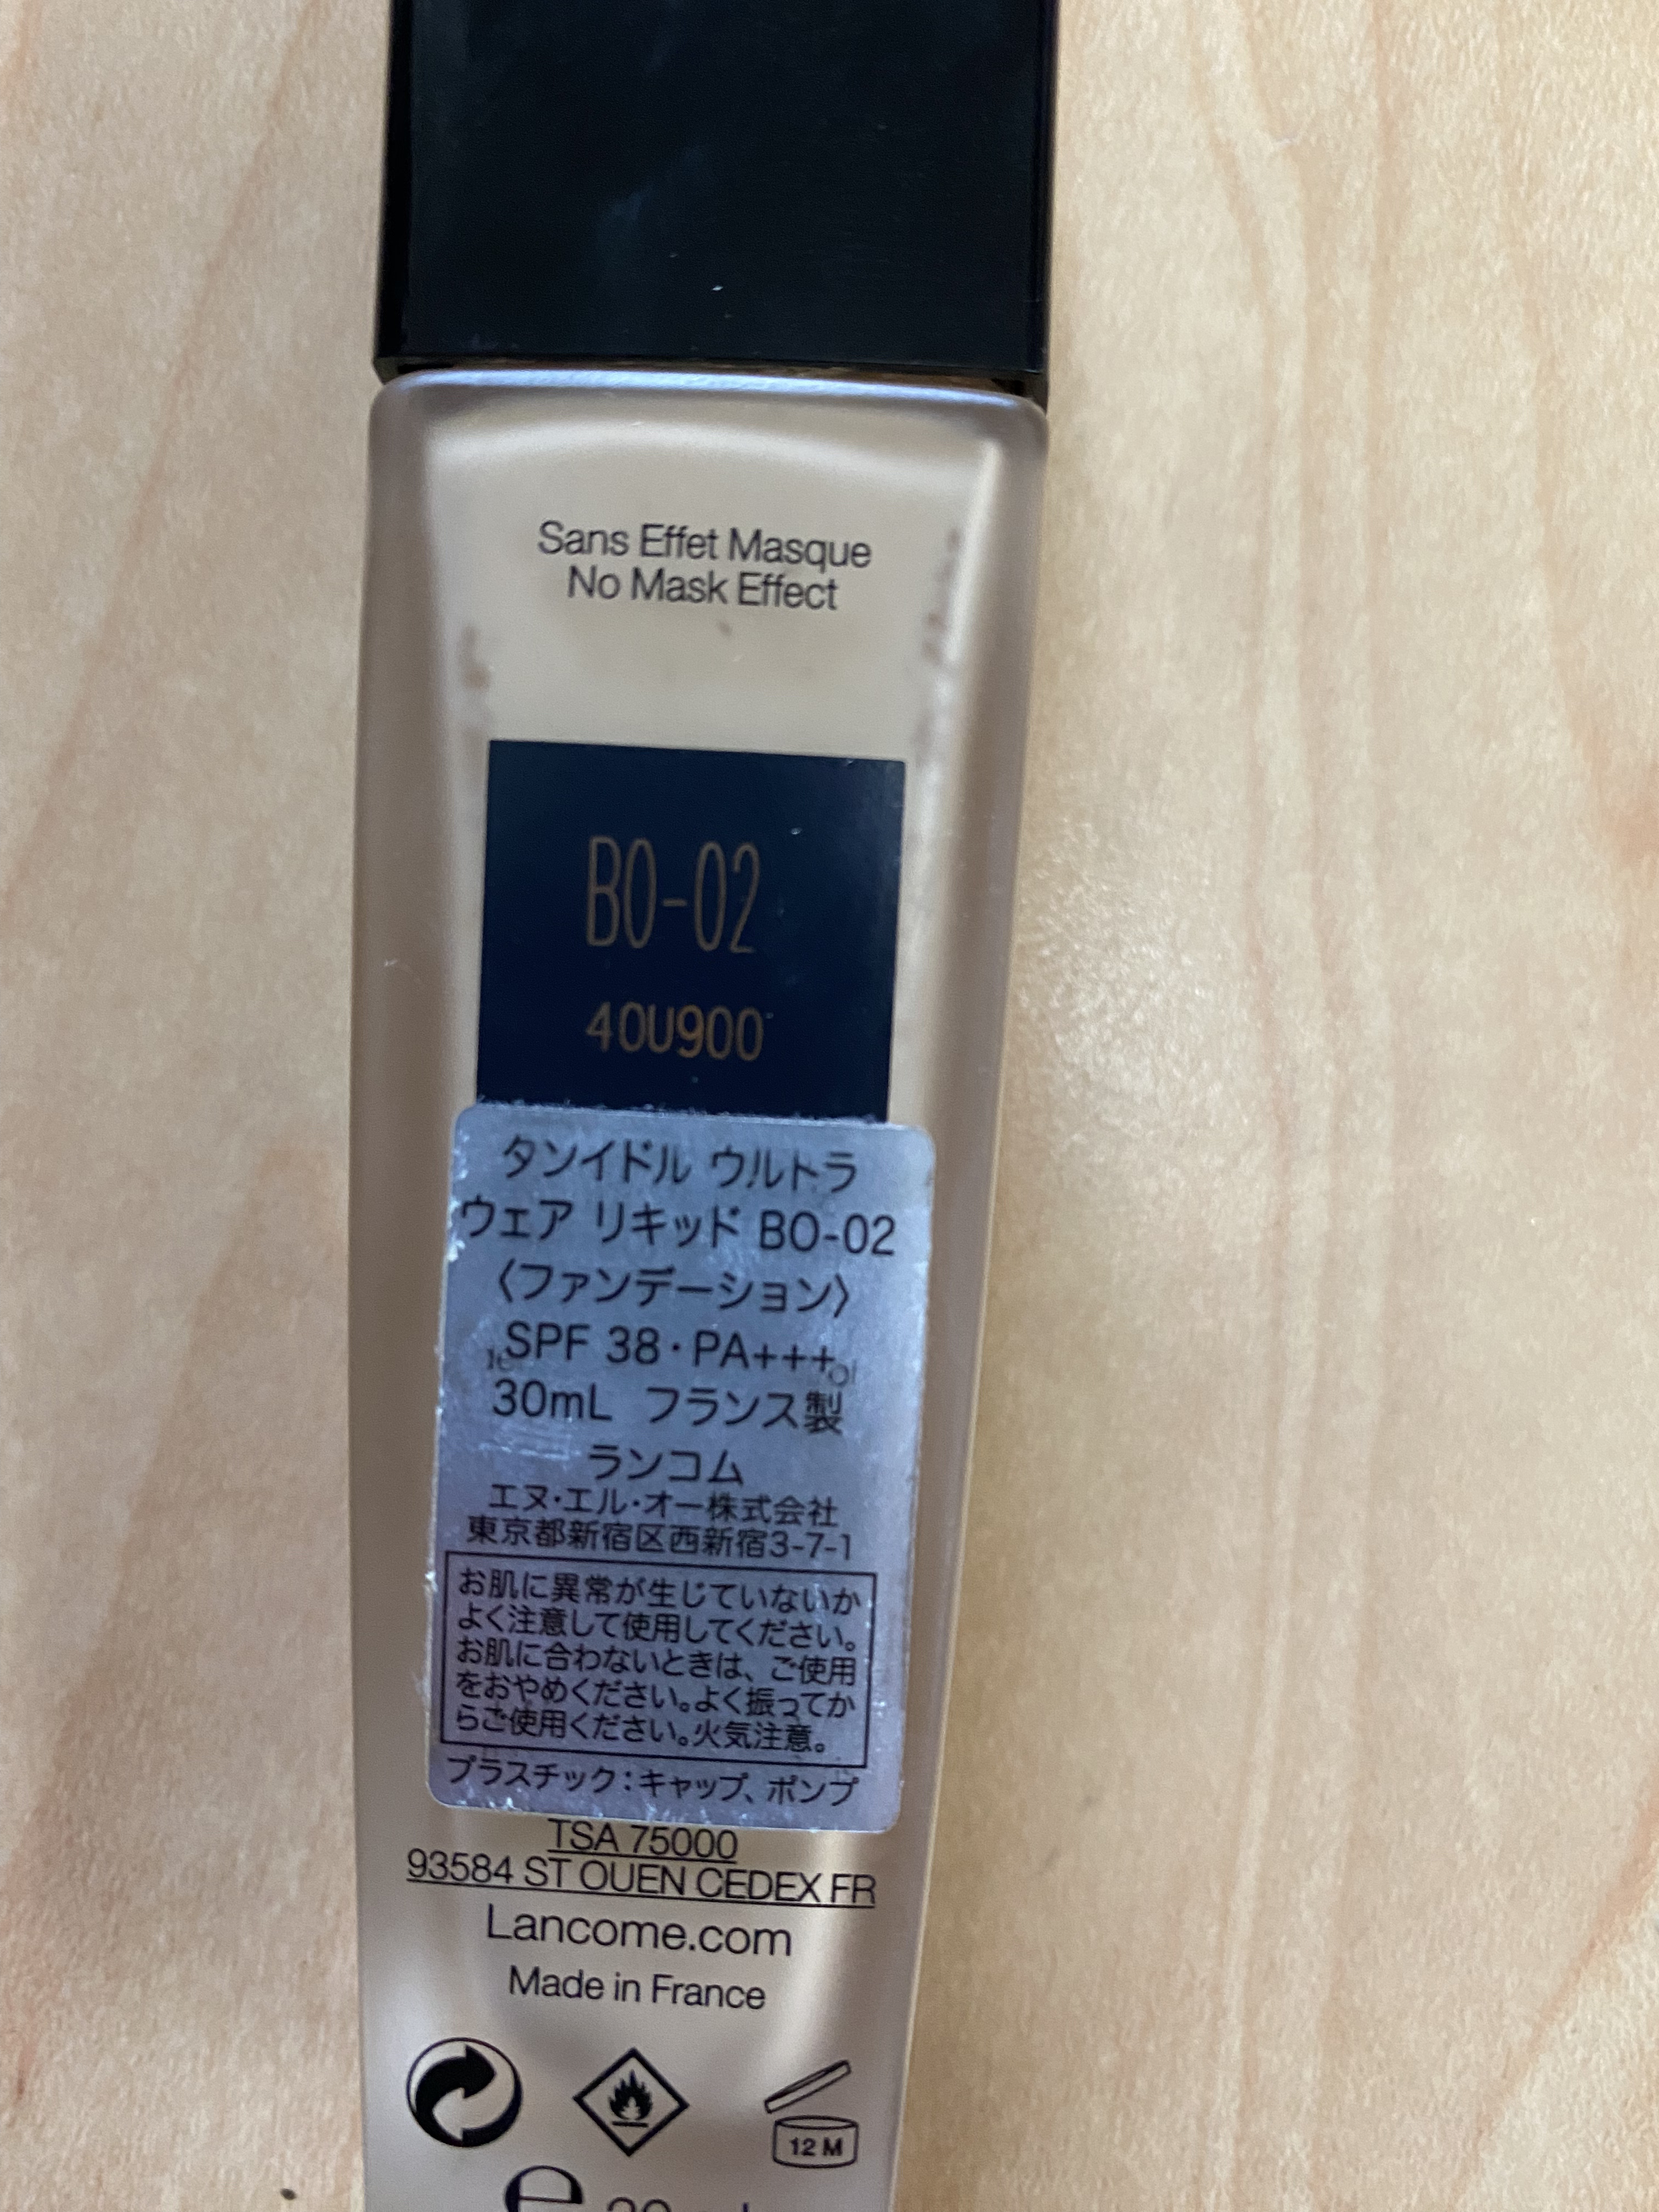 Sans Effet Masque
No Mask Effect
BO-02
40U900
タンイドル ウルトラ
ウェア リキッド BO-02
〈ファンデーション〉
SPF 38・PA+++
30mL フランス製
ランコム
エヌ・エル・オー株式会社
東京都新宿区西新宿3-7-1
お肌に異常が生じていないか
よく注意して使用してください。
お肌に合わないときは、ご使用
をおやめください。よく振ってか
らご使用ください。火気注意。
プラスチック：キャップ、ポンプ
TSA 75000
93584 ST OUEN CEDEX FR
Lancome.com
Made in France
12 M